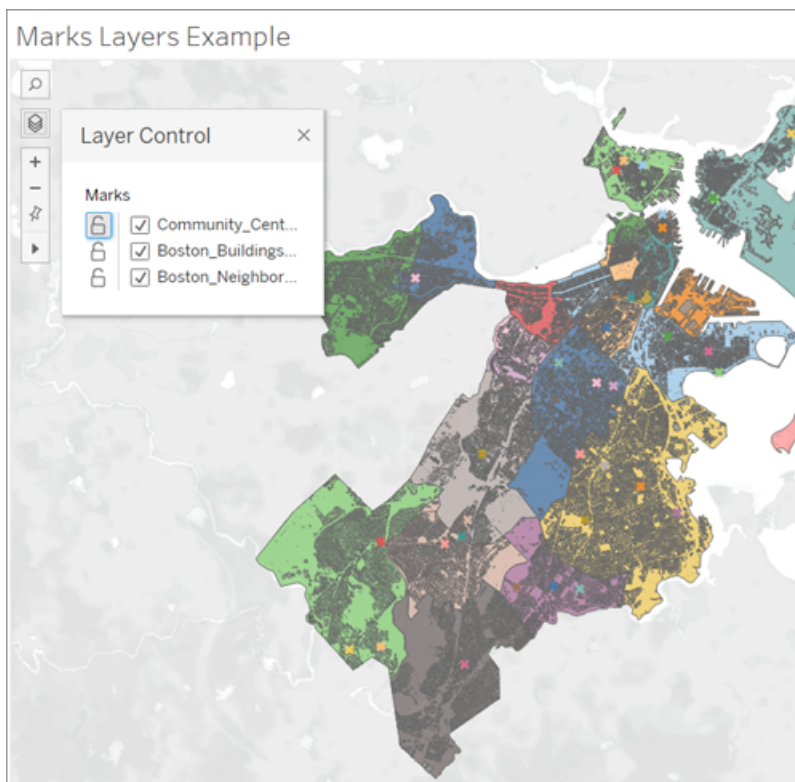 Marks Layers Example
Layer Control
Marks
Community_Cent...
Boston_Buildings...
Boston_Neighbor...